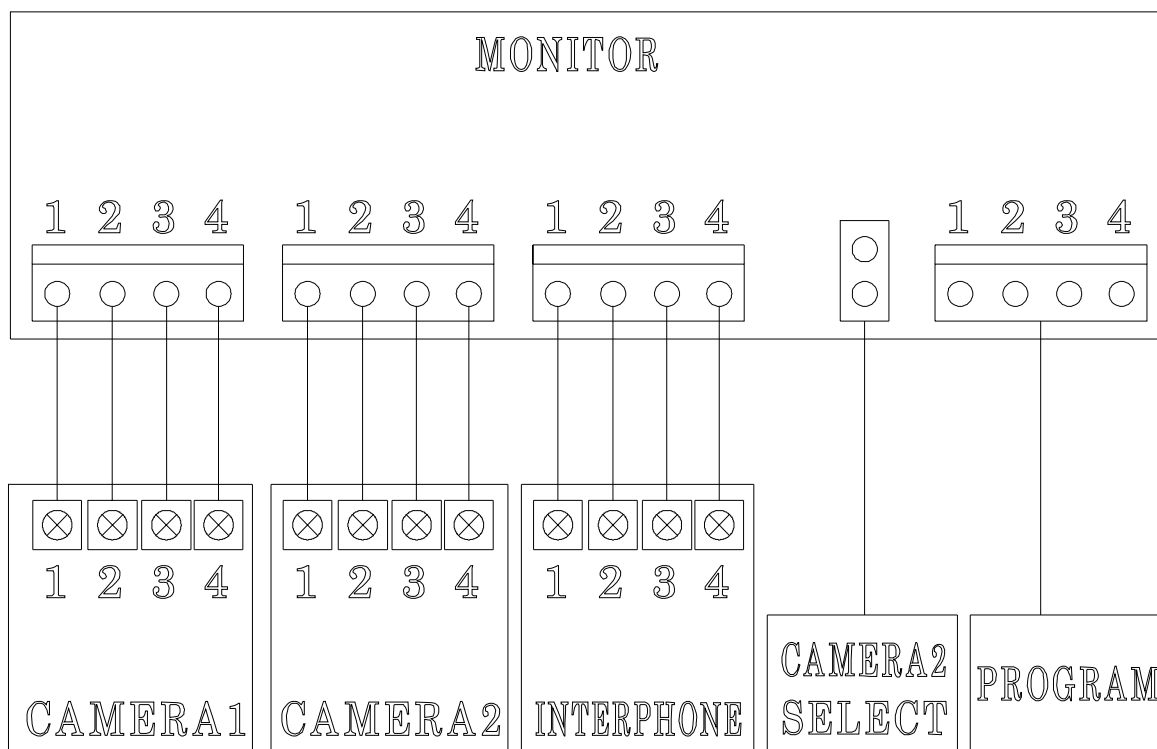 MONITOR
1 2 3 4 1 2 3 4 1 2 3 4 1 2 3 4
1 2 3 4 1 2 3 4 1 2 3 4
CAMERA1 CAMERA2 INTERPHONE
CAMERA2
SELECT
PROGRAM